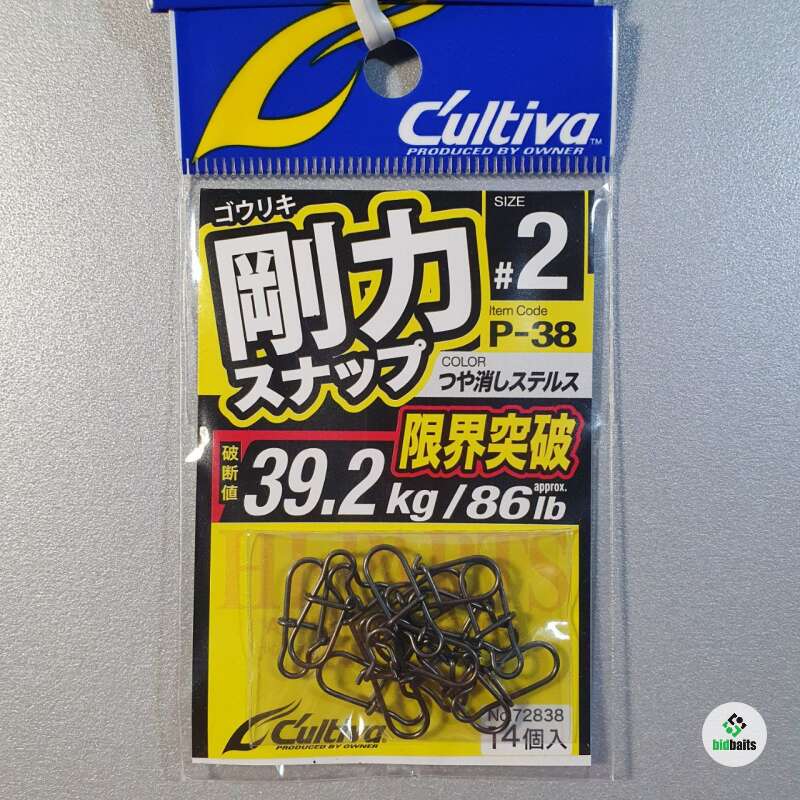 C'ultiva™
PRODUCED BY OWNER
ゴウリキ
剛力
スナップ
SIZE
#2
Item Code
P-38
COLOR
つや消しステルス
限界突破
破断値
39.2kg/86lb
approx.
C'ultiva
PRODUCED BY OWNER
No.72838
14個入
bidbaits